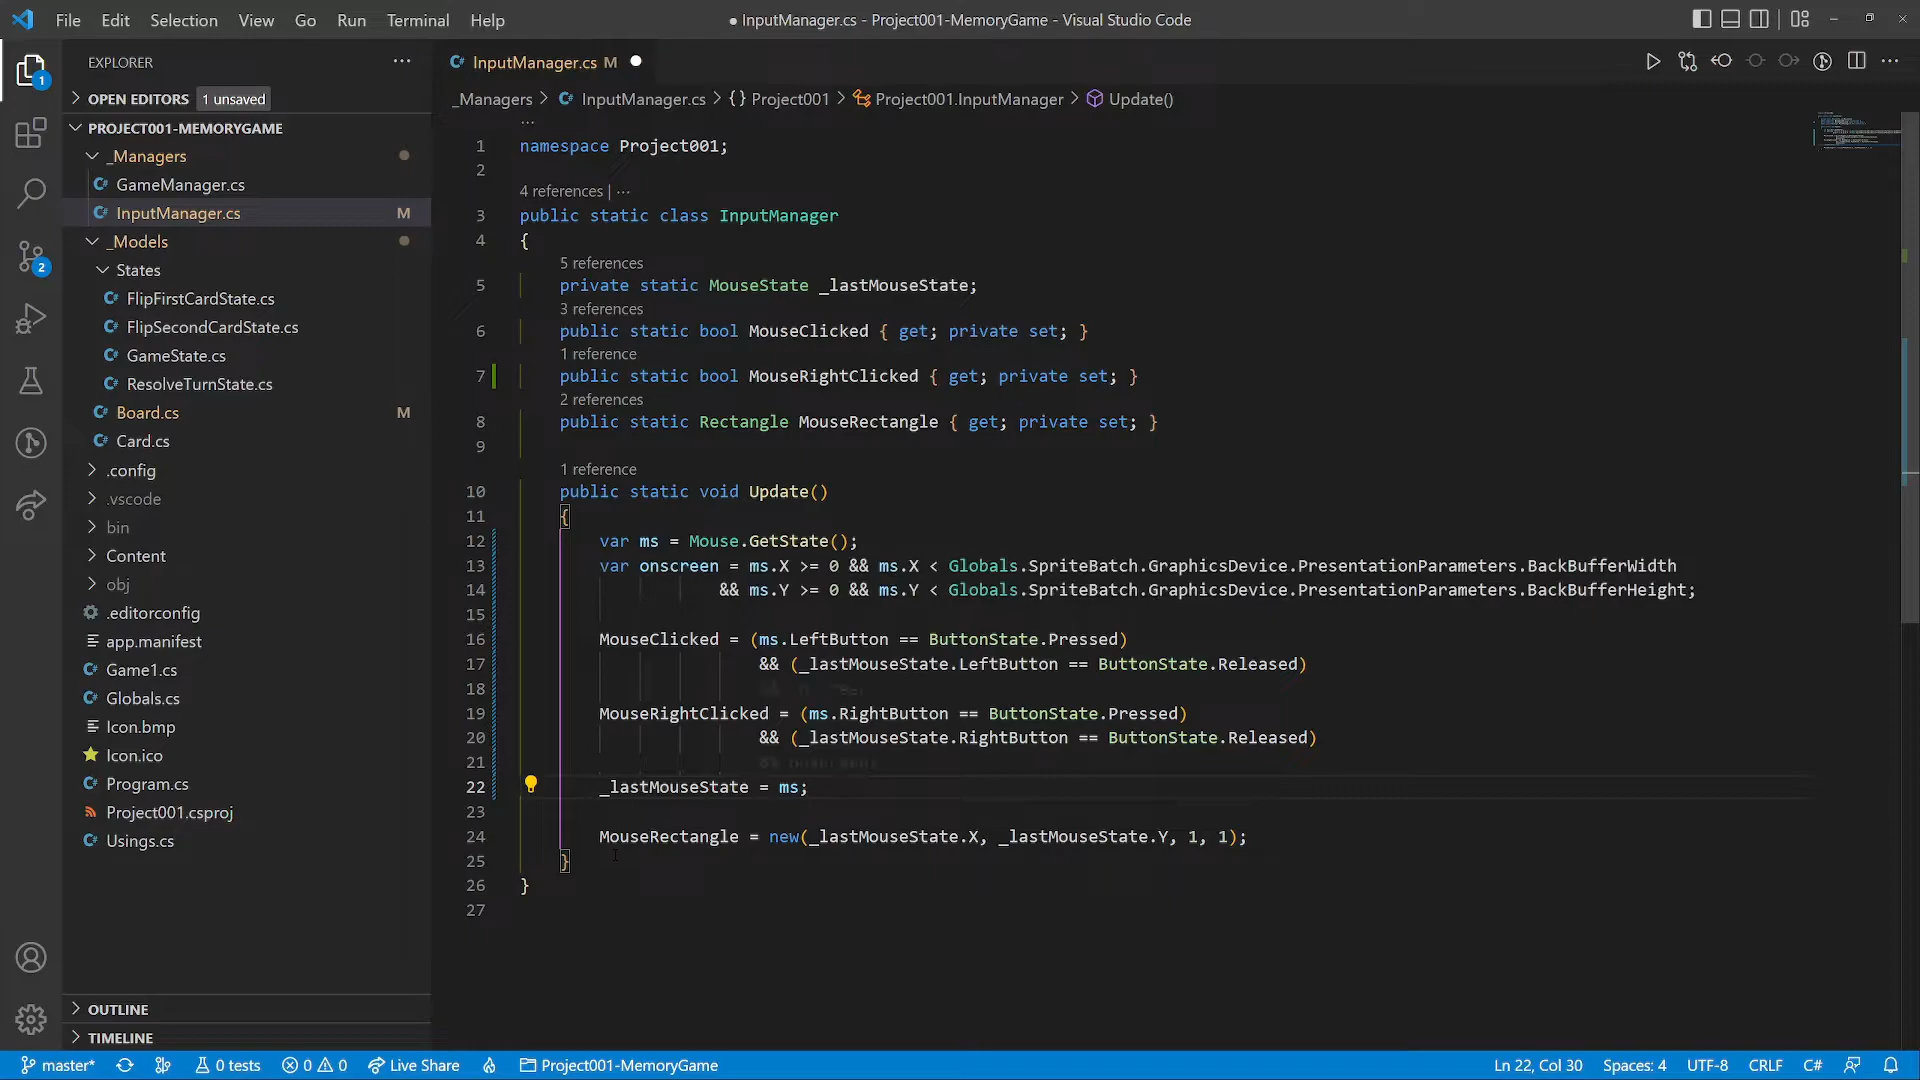 File Edit Selection View Go Run Terminal Help
● InputManager.cs - Project001-MemoryGame - Visual Studio Code
EXPLORER
OPEN EDITORS 1 unsaved
PROJECT001-MEMORYGAME
_Managers
GameManager.cs
InputManager.cs M
_Models
States
FlipFirstCardState.cs
FlipSecondCardState.cs
GameState.cs
ResolveTurnState.cs
Board.cs M
Card.cs
.config
.vscode
bin
Content
obj
.editorconfig
app.manifest
Game1.cs
Globals.cs
Icon.bmp
Icon.ico
Program.cs
Project001.csproj
Usings.cs
OUTLINE
TIMELINE
1
2
InputManager.cs M
_Managers > InputManager.cs > {} Project001 > Project001.InputManager > Update()
1 namespace Project001;
2
4 references | ...
3 public static class InputManager
4 {
5 references
5 private static MouseState _lastMouseState;
3 references
6 public static bool MouseClicked { get; private set; }
1 reference
7 public static bool MouseRightClicked { get; private set; }
2 references
8 public static Rectangle MouseRectangle { get; private set; }
9
1 reference
10 public static void Update()
11 {
12 var ms = Mouse.GetState();
13 var onscreen = ms.X >= 0 && ms.X < Globals.SpriteBatch.GraphicsDevice.PresentationParameters.BackBufferWidth
14 && ms.Y >= 0 && ms.Y < Globals.SpriteBatch.GraphicsDevice.PresentationParameters.BackBufferHeight;
15
16 MouseClicked = (ms.LeftButton == ButtonState.Pressed)
17 && (_lastMouseState.LeftButton == ButtonState.Released)
18
19 MouseRightClicked = (ms.RightButton == ButtonState.Pressed)
20 && (_lastMouseState.RightButton == ButtonState.Released)
21
22 _lastMouseState = ms;
23
24 MouseRectangle = new(_lastMouseState.X, _lastMouseState.Y, 1, 1);
25 }
26 }
27
master* 0 tests 0 0 Live Share Project001-MemoryGame Ln 22, Col 30 Spaces: 4 UTF-8 CRLF C#